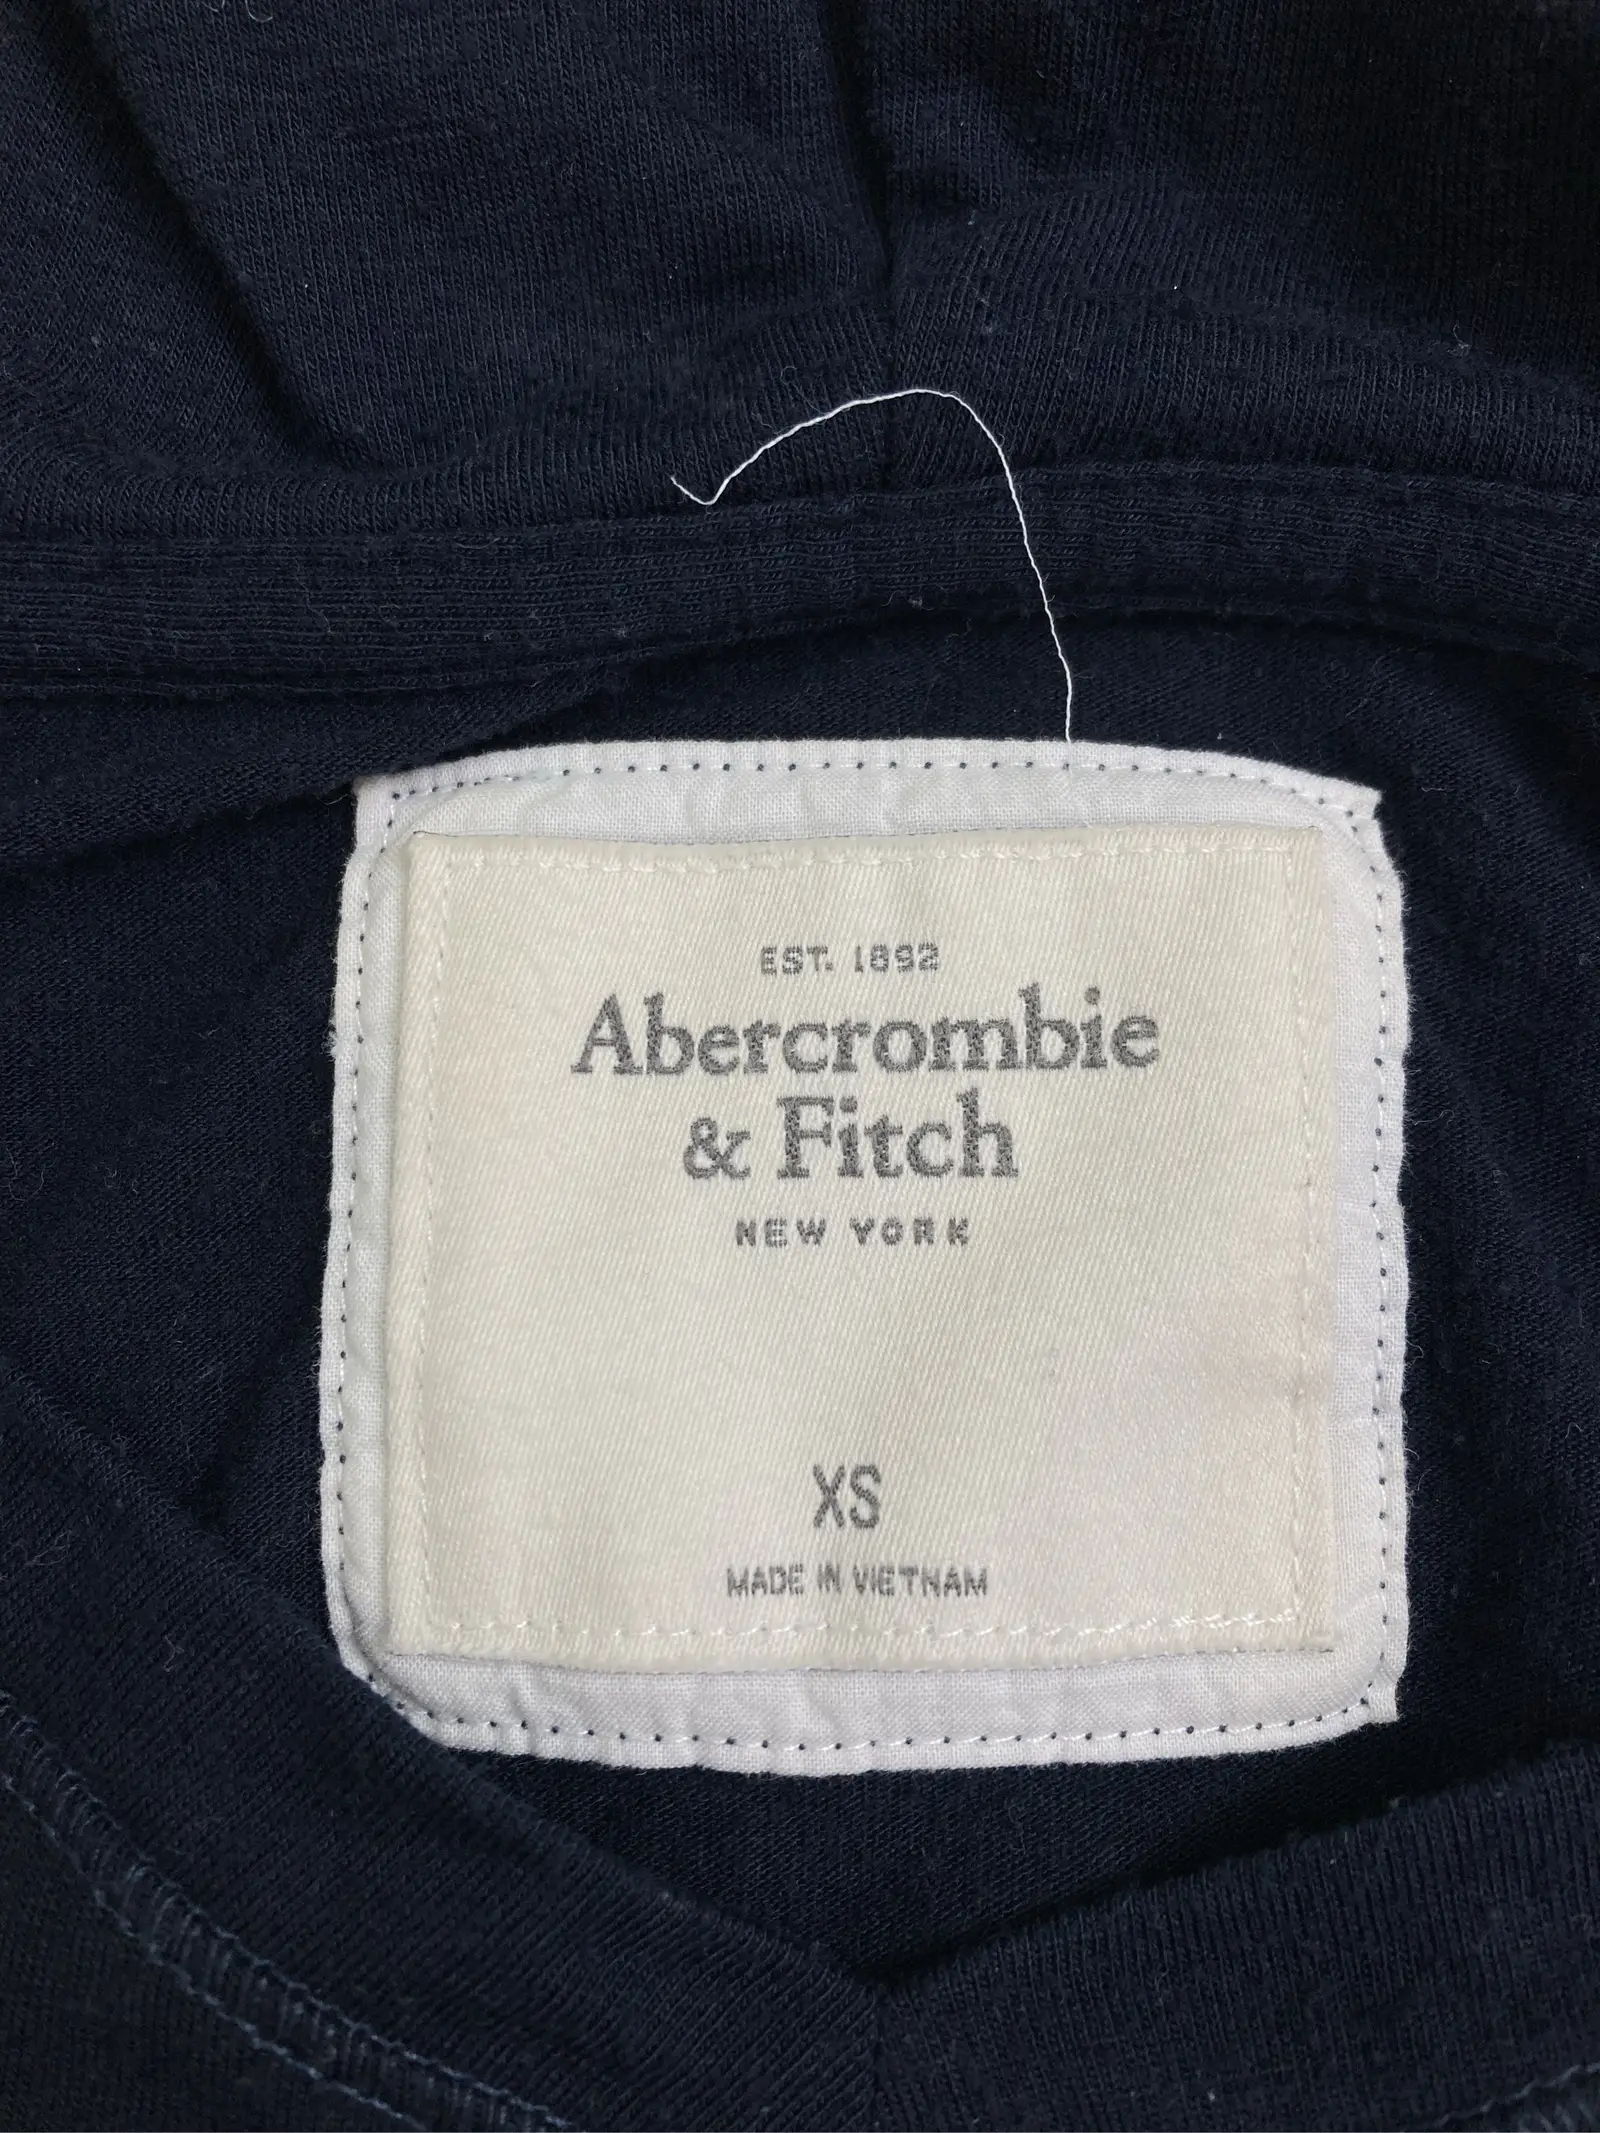 EST. 1892
Abercrombie
& Fitch
NEW YORK
XS
MADE IN VIETNAM